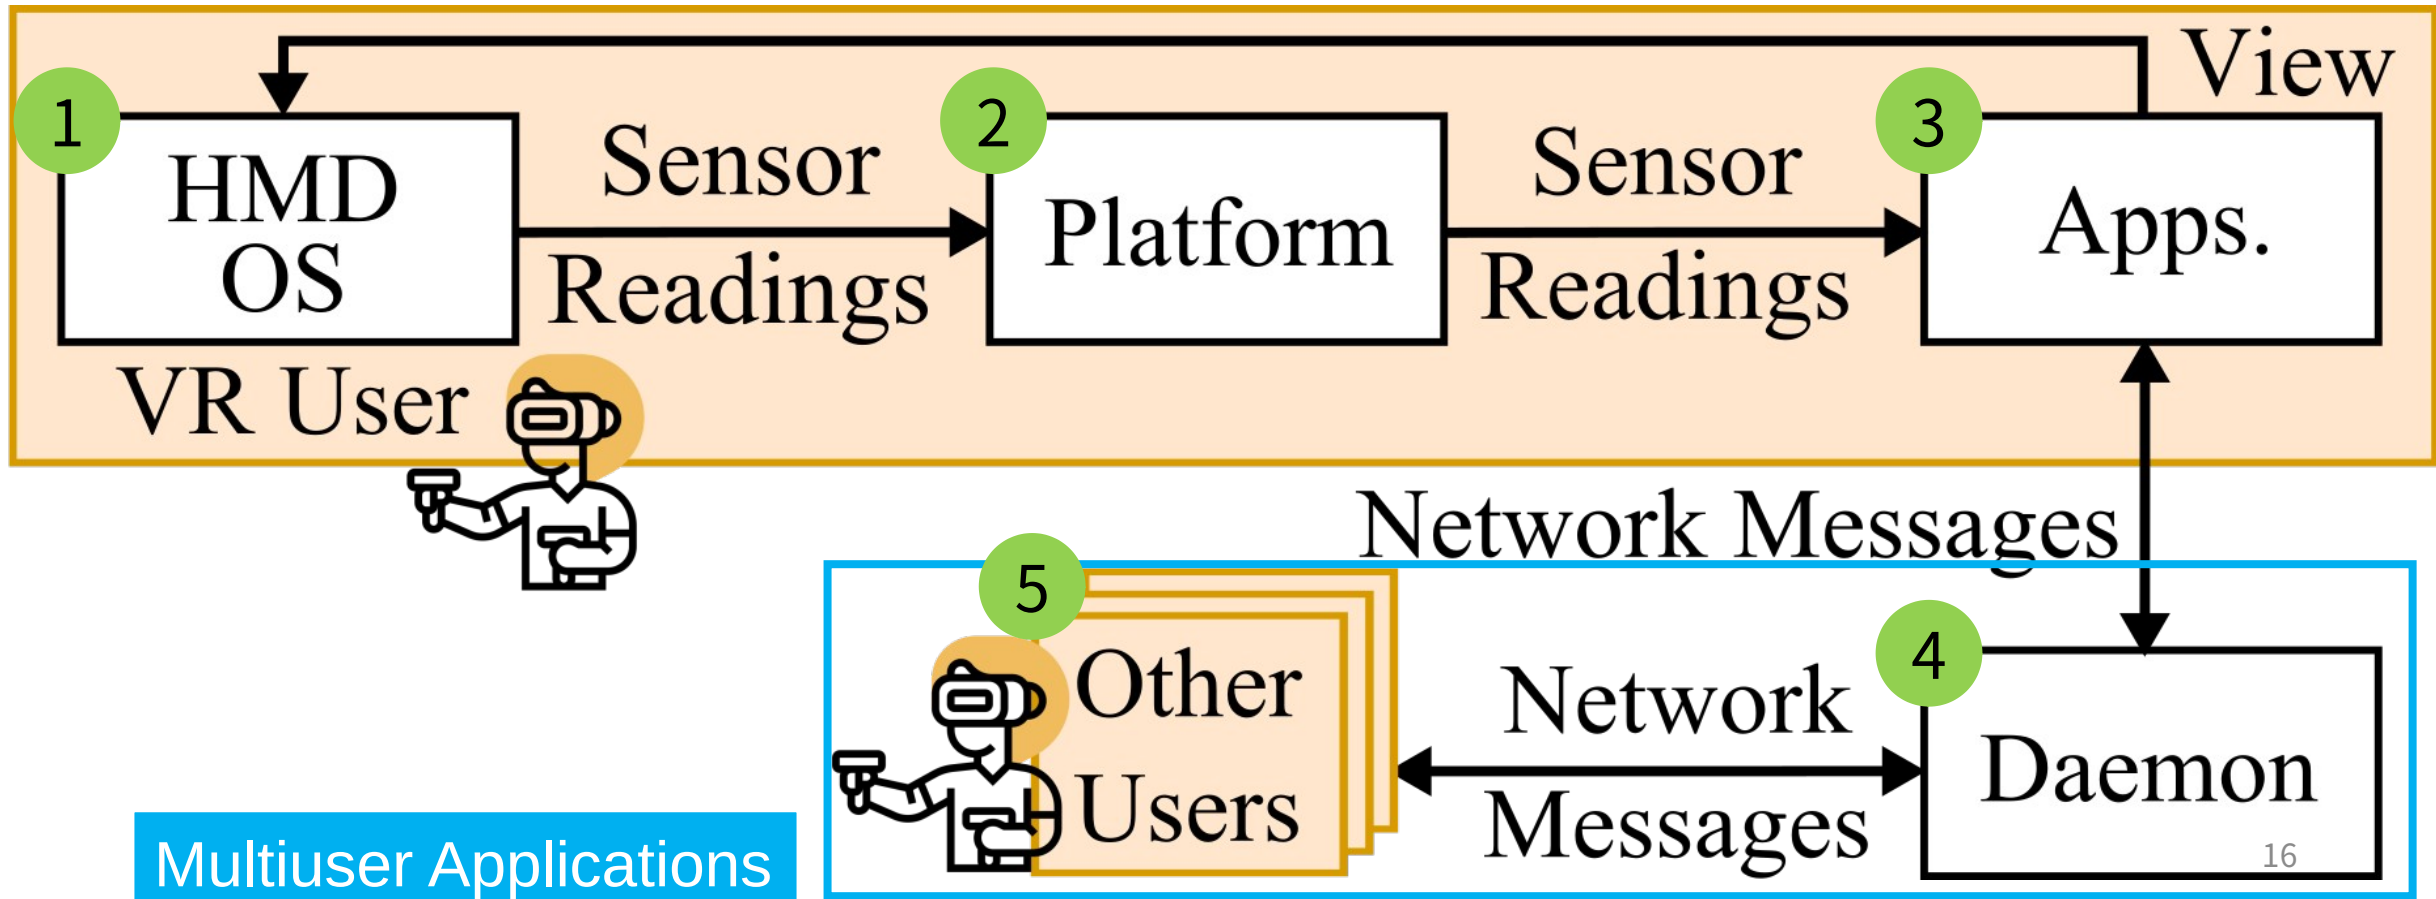 View
1
HMD
OS
Sensor
Readings
2
Platform
Sensor
Readings
3
Apps.
VR User
Network Messages
5
Other
Users
Network
Messages
4
Daemon
16
Multiuser Applications